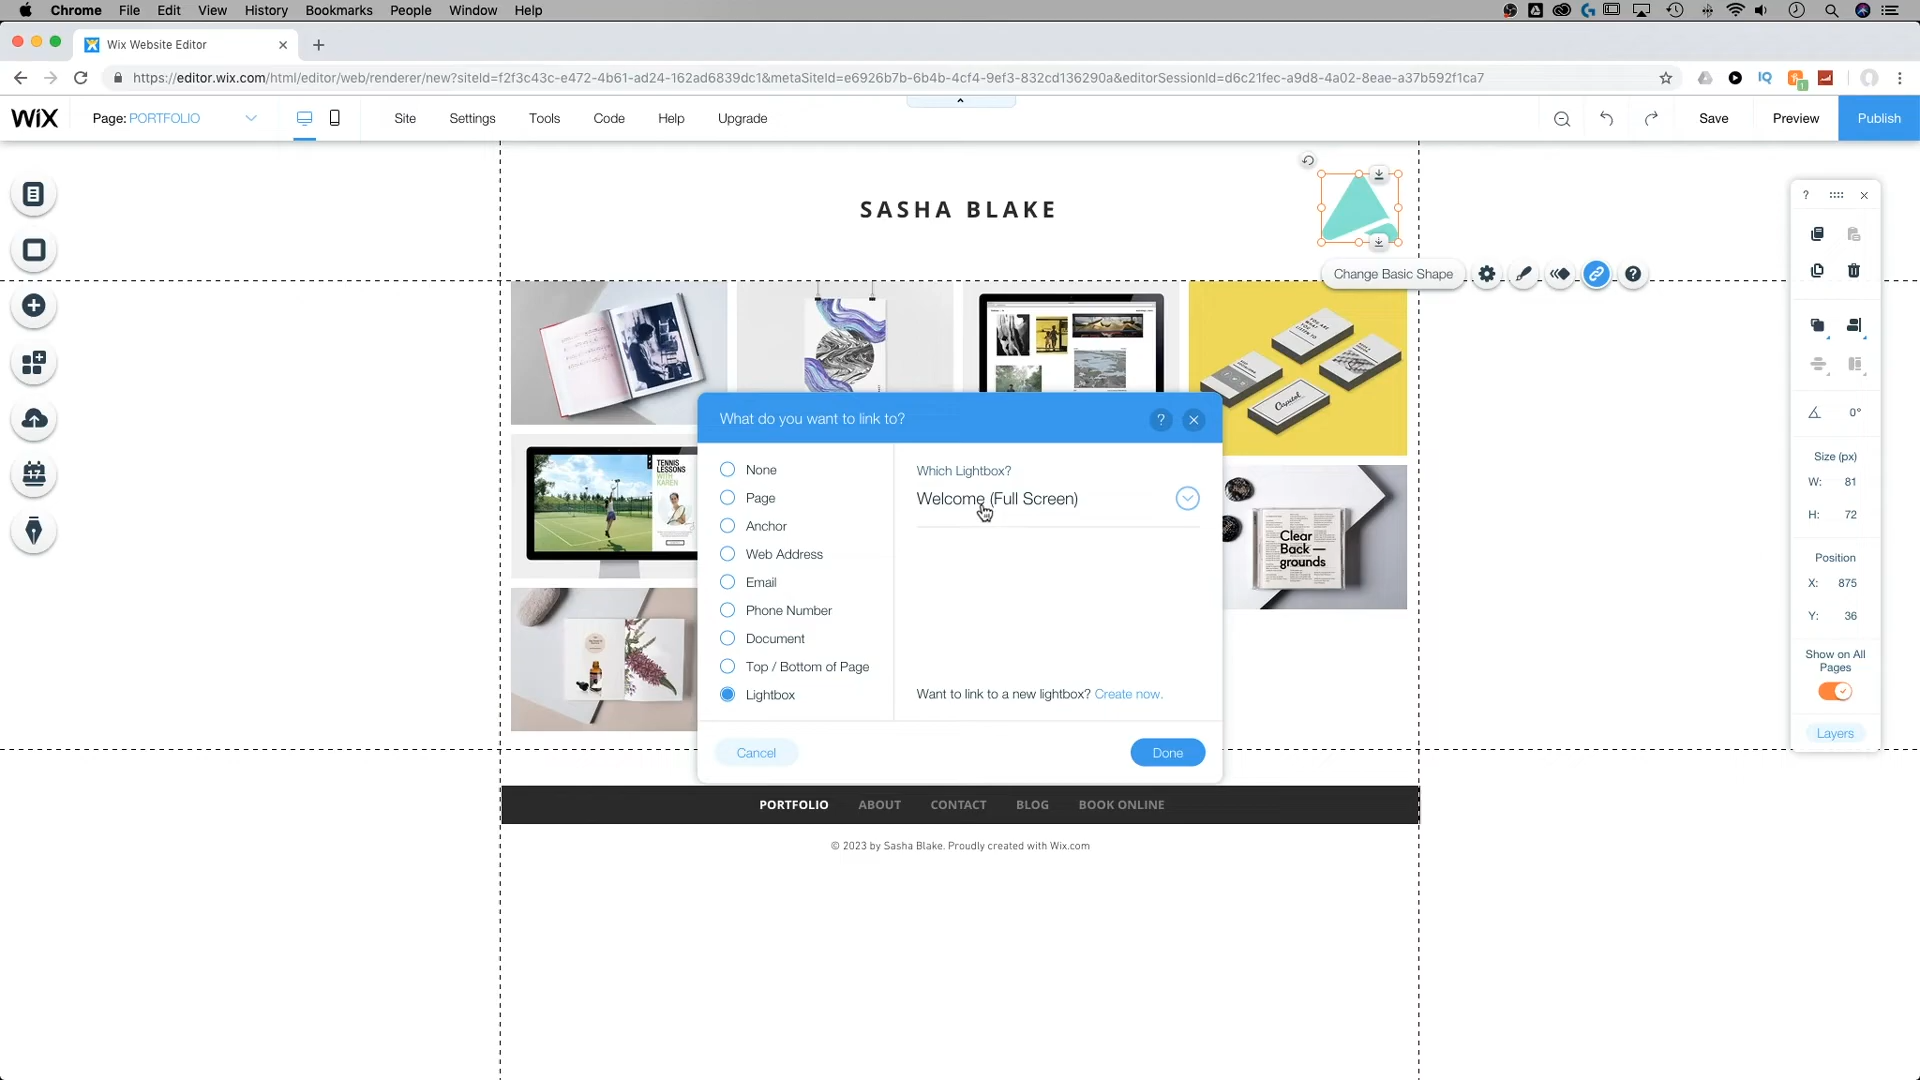 Chrome File Edit View History Bookmarks People Window Help
Wix Website Editor
https://editor.wix.com/html/editor/web/renderer/new?siteId=f2f3c43c-e472-4b61-ad24-162ad6839dc1&metaSiteId=e6926b7b-6b4b-4cf4-9ef3-832cd136290a&editorSessionId=d6c21fec-a9d8-4a02-8eae-a37b592f1ca7
IQ
1
WiX Page: PORTFOLIO Site Settings Tools Code Help Upgrade Save Preview Publish
SASHA BLAKE
Change Basic Shape
?
17
Capitol
TENNIS
LESSONS
WITH
KAREN
Clear
Back —
grounds
What do you want to link to? ?
None
Page
Anchor
Web Address
Email
Phone Number
Document
Top / Bottom of Page
Lightbox
Which Lightbox?
Welcome (Full Screen)
Want to link to a new lightbox? Create now.
Cancel Done
PORTFOLIO ABOUT CONTACT BLOG BOOK ONLINE
© 2023 by Sasha Blake. Proudly created with Wix.com
?
0°
Size (px)
W: 81
H: 72
Position
X: 875
Y: 36
Show on All
Pages
Layers